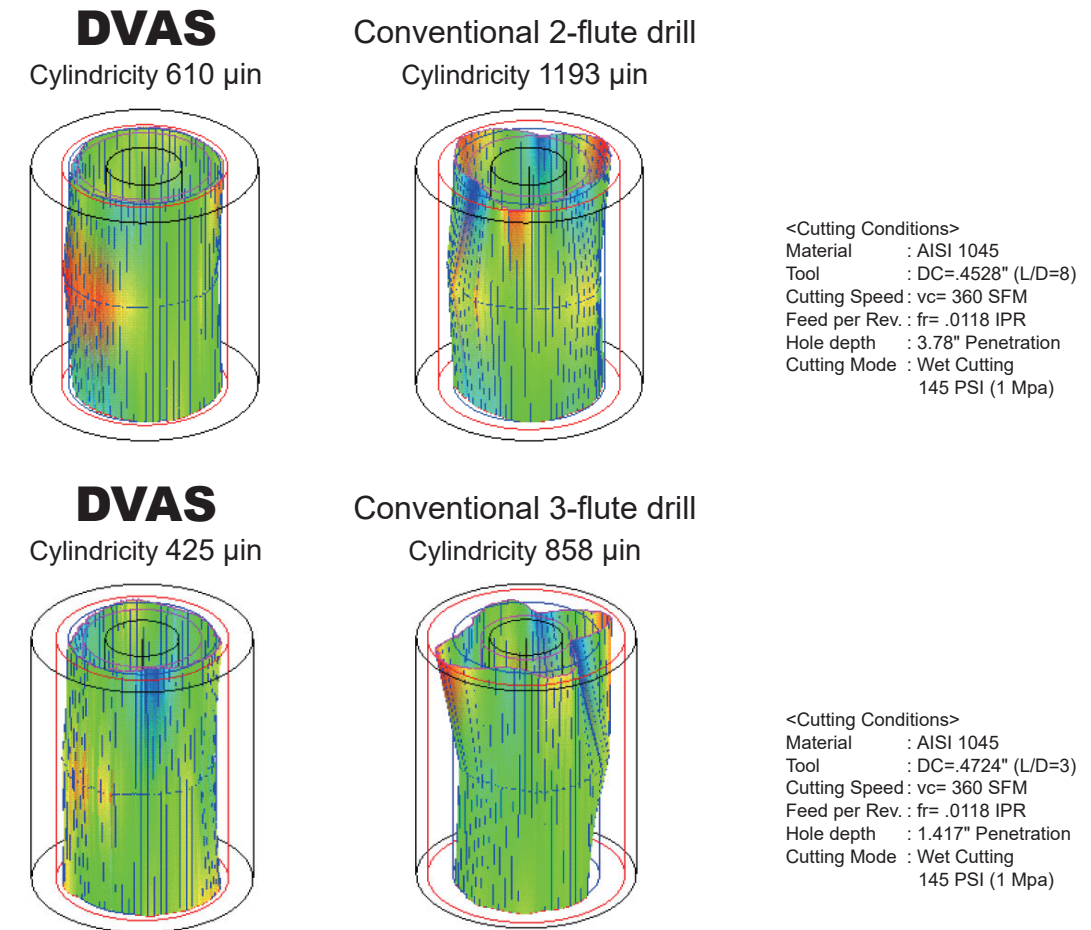 DVAS
Cylindricity 610 µin
Conventional 2-flute drill
Cylindricity 1193 µin
<Cutting Conditions>
Material : AISI 1045
Tool : DC=.4528" (L/D=8)
Cutting Speed : vc= 360 SFM
Feed per Rev. : fr= .0118 IPR
Hole depth : 3.78" Penetration
Cutting Mode : Wet Cutting
145 PSI (1 Mpa)
DVAS
Cylindricity 425 µin
Conventional 3-flute drill
Cylindricity 858 µin
<Cutting Conditions>
Material : AISI 1045
Tool : DC=.4724" (L/D=3)
Cutting Speed : vc= 360 SFM
Feed per Rev. : fr= .0118 IPR
Hole depth : 1.417" Penetration
Cutting Mode : Wet Cutting
145 PSI (1 Mpa)